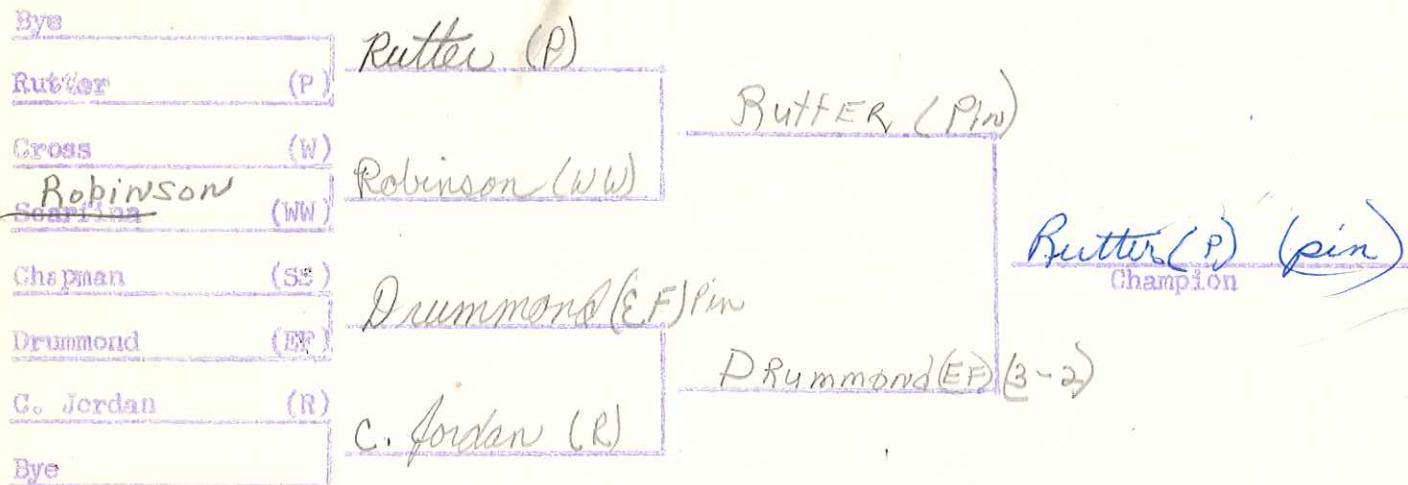 Bye
Rutter (P)
Rutter (P)
Cross (W)
Robinson
Scarfina (WW)
Robinson (WW)
RuttER (Pin)
Chapman (SS)
Drummond (EF)
Drummond (EF) Pin
C. Jordan (R)
Bye
C. Jordan (R)
DRummond (EF) (3-2)
Rutter (P) (pin)
Champion